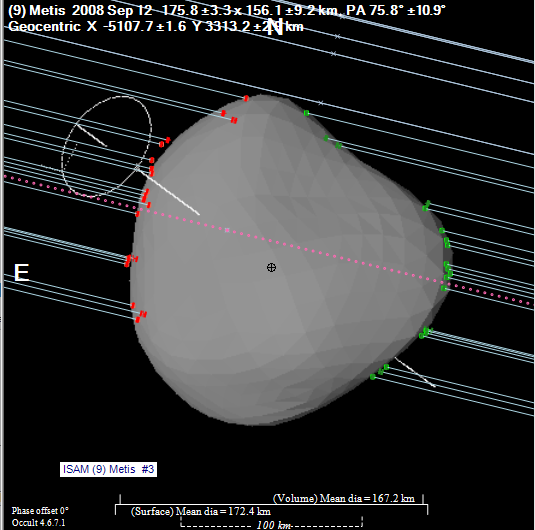 (9) Metis 2008 Sep 12 175.8 ±3.3 x 156.1 ±9.2 km, PA 75.8° ±10.9°
Geocentric X -5107.7 ±1.6 Y 3313.2 km
N
E
ISAM (9) Metis #3
(Volume) Mean dia = 167.2 km
(Surface) Mean dia = 172.4 km
Phase offset 0°
Occult 4.6.7.1
100 km